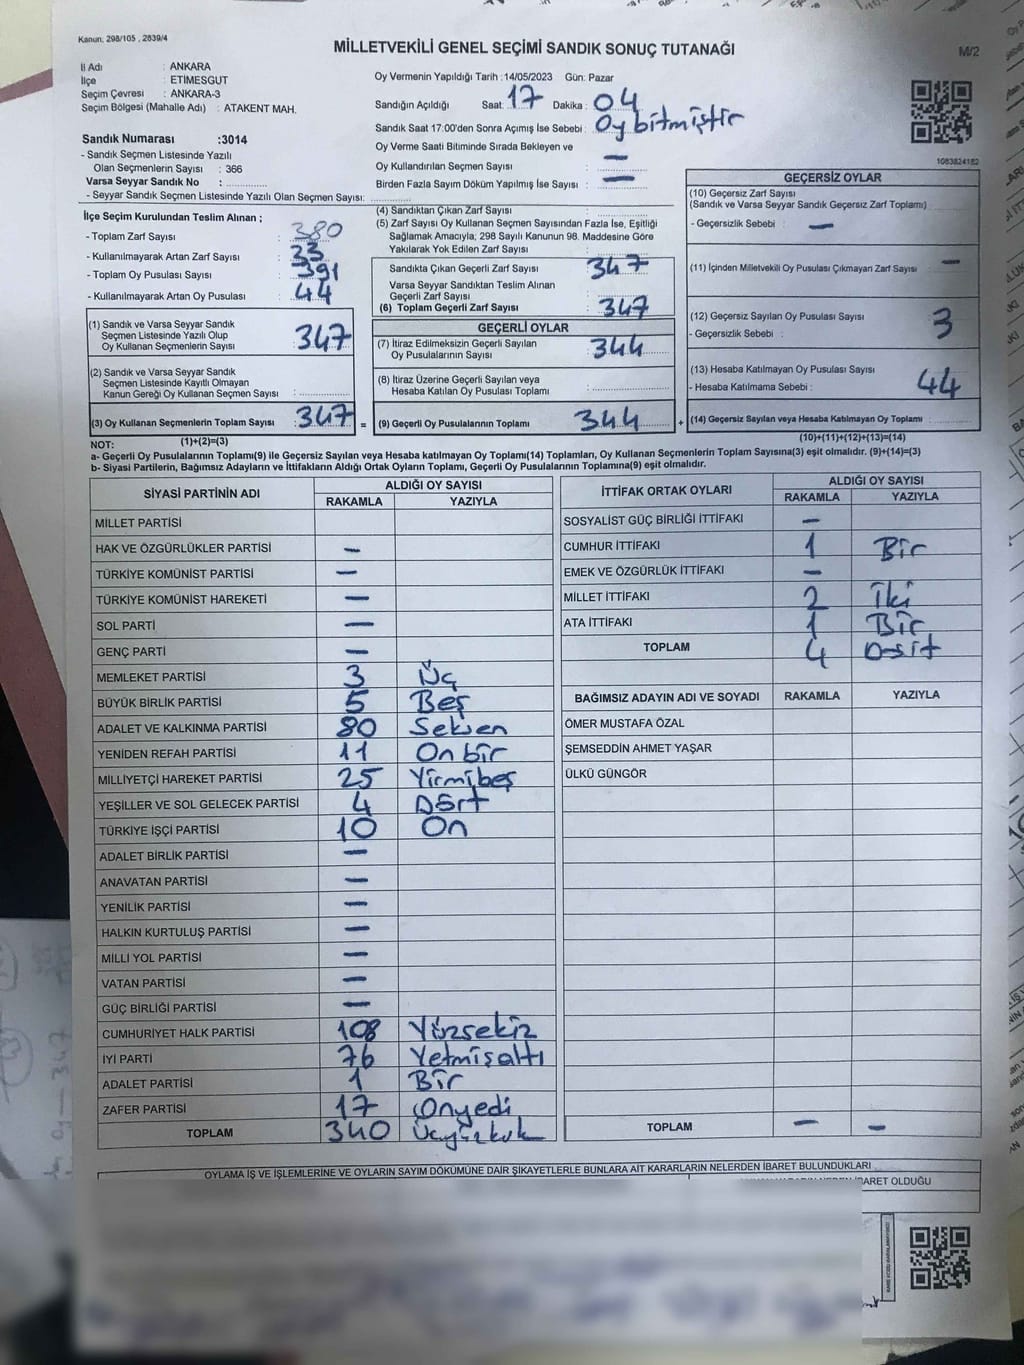 Kanun: 298/105 , 2839/4
MİLLETVEKİLİ GENEL SEÇİMİ SANDIK SONUÇ TUTANAĞI
M/2
İl Adı : ANKARA
İlçe : ETİMESGUT
Seçim Çevresi : ANKARA-3
Seçim Bölgesi (Mahalle Adı) : ATAKENT MAH.
Sandık Numarası :3014
- Sandık Seçmen Listesinde Yazılı
Olan Seçmenlerin Sayısı : 366
Varsa Seyyar Sandık No :
- Seyyar Sandık Seçmen Listesinde Yazılı Olan Seçmen Sayısı:
Oy Vermenin Yapıldığı Tarih :14/05/2023 Gün: Pazar
Sandığın Açıldığı Saat: 17 Dakika : 04
Sandık Saat 17:00'den Sonra Açımış İse Sebebi : Oy bitmiştir
Oy Verme Saati Bitiminde Sırada Bekleyen ve
Oy Kullandırılan Seçmen Sayısı : —
Birden Fazla Sayım Döküm Yapılmış İse Sayısı : —
1083824182
İlçe Seçim Kurulundan Teslim Alınan ;
- Toplam Zarf Sayısı : 380
- Kullanılmayarak Artan Zarf Sayısı : 33
- Toplam Oy Pusulası Sayısı : 391
- Kullanılmayarak Artan Oy Pusulası : 44
(1) Sandık ve Varsa Seyyar Sandık
Seçmen Listesinde Yazılı Olup
Oy Kullanan Seçmenlerin Sayısı : 347
(2) Sandık ve Varsa Seyyar Sandık
Seçmen Listesinde Kayıtlı Olmayan
Kanun Gereği Oy Kullanan Seçmen Sayısı :
(3) Oy Kullanan Seçmenlerin Toplam Sayısı : 347 =
(1)+(2)=(3)
(4) Sandıktan Çıkan Zarf Sayısı :
(5) Zarf Sayısı Oy Kullanan Seçmen Sayısından Fazla İse, Eşitliği
Sağlamak Amacıyla; 298 Sayılı Kanunun 98. Maddesine Göre
Yakılarak Yok Edilen Zarf Sayısı :
Sandıkta Çıkan Geçerli Zarf Sayısı : 347
Varsa Seyyar Sandıktan Teslim Alınan
Geçerli Zarf Sayısı :
(6) Toplam Geçerli Zarf Sayısı : 347
GEÇERLİ OYLAR
(7) İtiraz Edilmeksizin Geçerli Sayılan
Oy Pusulalarının Sayısı : 344
(8) İtiraz Üzerine Geçerli Sayılan veya
Hesaba Katılan Oy Pusulası Toplamı :
(9) Geçerli Oy Pusulalarının Toplamı : 344 +
GEÇERSİZ OYLAR
(10) Geçersiz Zarf Sayısı
(Sandık ve Varsa Seyyar Sandık Geçersiz Zarf Toplamı)
- Geçersizlik Sebebi : —
(11) İçinden Milletvekili Oy Pusulası Çıkmayan Zarf Sayısı : —
(12) Geçersiz Sayılan Oy Pusulası Sayısı : 3
- Geçersizlik Sebebi :
(13) Hesaba Katılmayan Oy Pusulası Sayısı : 44
- Hesaba Katılmama Sebebi :
(14) Geçersiz Sayılan veya Hesaba Katılmayan Oy Toplamı :
(10)+(11)+(12)+(13)=(14)
NOT:
a- Geçerli Oy Pusulalarının Toplamı(9) ile Geçersiz Sayılan veya Hesaba katılmayan Oy Toplamı(14) Toplamları, Oy Kullanan Seçmenlerin Toplam Sayısına(3) eşit olmalıdır. (9)+(14)=(3)
b- Siyasi Partilerin, Bağımsız Adayların ve İttifakların Aldığı Ortak Oyların Toplamı, Geçerli Oy Pusulalarının Toplamına(9) eşit olmalıdır.
SİYASİ PARTİNİN ADI ALDIĞI OY SAYISI
RAKAMLA YAZIYLA
MİLLET PARTİSİ
HAK VE ÖZGÜRLÜKLER PARTİSİ —
TÜRKİYE KOMÜNİST PARTİSİ —
TÜRKİYE KOMÜNİST HAREKETİ —
SOL PARTİ —
GENÇ PARTİ —
MEMLEKET PARTİSİ 3 Üç
BÜYÜK BİRLİK PARTİSİ 5 Beş
ADALET VE KALKINMA PARTİSİ 80 Seksen
YENİDEN REFAH PARTİSİ 11 On bir
MİLLİYETÇİ HAREKET PARTİSİ 25 Yirmibeş
YEŞİLLER VE SOL GELECEK PARTİSİ 4 Dört
TÜRKİYE İŞÇİ PARTİSİ 10 On
ADALET BİRLİK PARTİSİ —
ANAVATAN PARTİSİ —
YENİLİK PARTİSİ —
HALKIN KURTULUŞ PARTİSİ —
MİLLİ YOL PARTİSİ —
VATAN PARTİSİ —
GÜÇ BİRLİĞİ PARTİSİ —
CUMHURİYET HALK PARTİSİ 108 Yüzsekiz
İYİ PARTİ 76 Yetmişaltı
ADALET PARTİSİ 1 Bir
ZAFER PARTİSİ 17 Onyedi
TOPLAM 340 Üçyüzkırk
İTTİFAK ORTAK OYLARI ALDIĞI OY SAYISI
RAKAMLA YAZIYLA
SOSYALİST GÜÇ BİRLİĞİ İTTİFAKI —
CUMHUR İTTİFAKI 1 Bir
EMEK VE ÖZGÜRLÜK İTTİFAKI —
MİLLET İTTİFAKI 2 İki
ATA İTTİFAKI 1 Bir
TOPLAM 4
BAĞIMSIZ ADAYIN ADI VE SOYADI RAKAMLA YAZIYLA
ÖMER MUSTAFA ÖZAL
ŞEMSEDDİN AHMET YAŞAR
ÜLKÜ GÜNGÖR
TOPLAM — —
OYLAMA İŞ VE İŞLEMLERİNE VE OYLARIN SAYIM DÖKÜMÜNE DAİR ŞİKAYETLERLE BUNLARA AİT KARARLARIN NELERDEN İBARET BULUNDUKLARI
BARET OLDUĞU